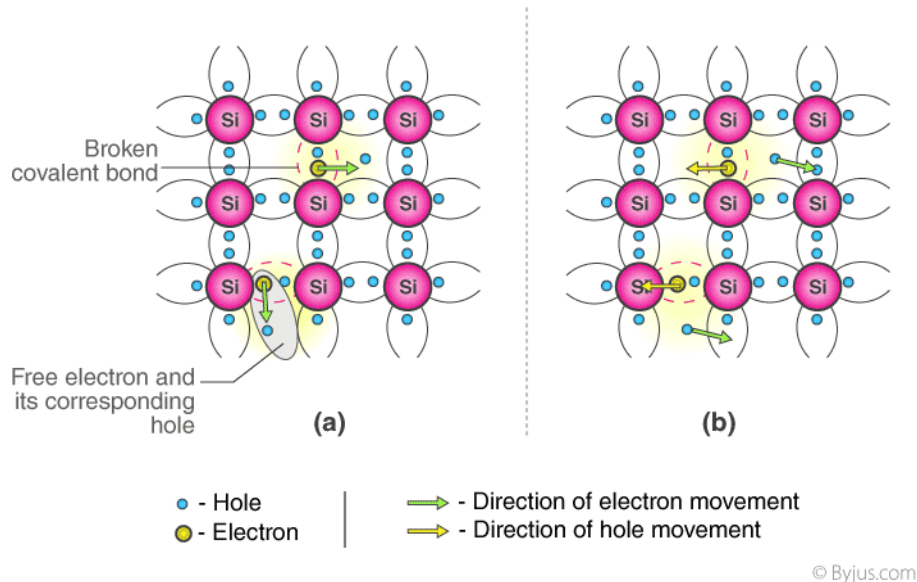 Si Si Si
Si Si Si
Broken
covalent bond
Si Si Si
Si Si Si
Si Si Si
Si Si Si
Free electron and
its corresponding
hole
(a)
(b)
- Hole
- Electron
- Direction of electron movement
- Direction of hole movement
© Byjus.com